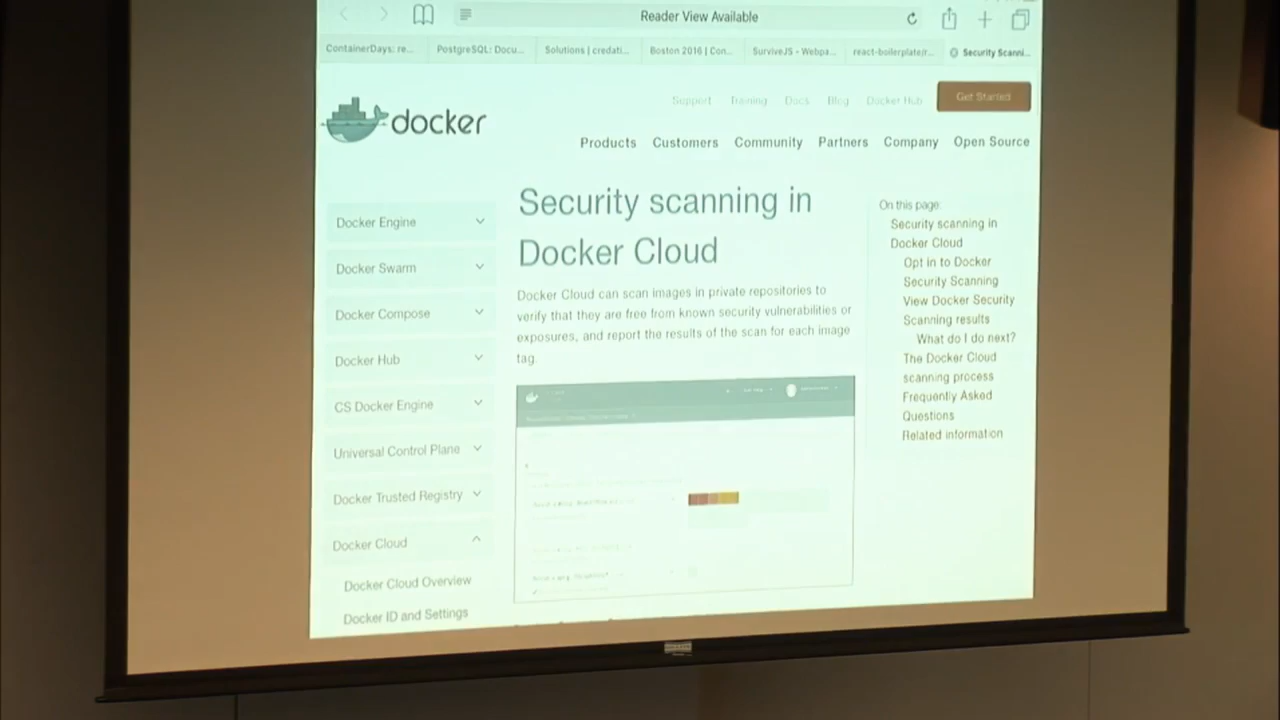 Reader View Available
ContainerDays: re...
PostgreSQL: Docu...
Solutions | credati...
Boston 2016 | Con...
SurviveJS - Webpa...
react-boilerplate/r...
Security Scanni...
docker
Support
Training
Docs
Blog
Docker Hub
Get Started
Products
Customers
Community
Partners
Company
Open Source
Docker Engine
Docker Swarm
Docker Compose
Docker Hub
CS Docker Engine
Universal Control Plane
Docker Trusted Registry
Docker Cloud
Docker Cloud Overview
Docker ID and Settings
Security scanning in
Docker Cloud
Docker Cloud can scan images in private repositories to
verify that they are free from known security vulnerabilities or
exposures, and report the results of the scan for each image
tag.
On this page:
Security scanning in
Docker Cloud
Opt in to Docker
Security Scanning
View Docker Security
Scanning results
What do I do next?
The Docker Cloud
scanning process
Frequently Asked
Questions
Related information